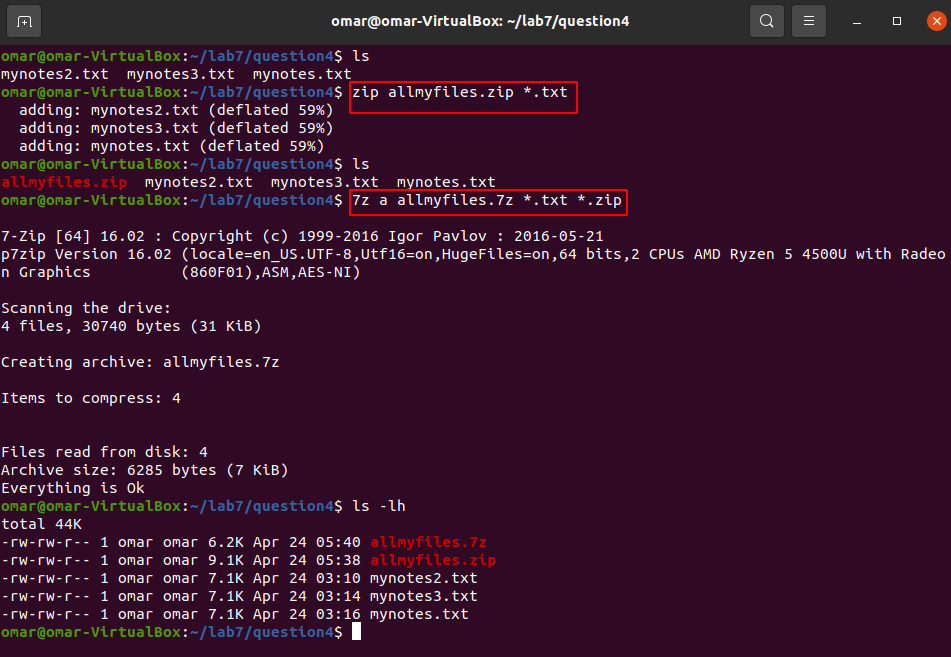 omar@omar-VirtualBox: ~/lab7/question4
omar@omar-VirtualBox:~/lab7/question4$ ls
mynotes2.txt  mynotes3.txt  mynotes.txt
omar@omar-VirtualBox:~/lab7/question4$ zip allmyfiles.zip *.txt
  adding: mynotes2.txt (deflated 59%)
  adding: mynotes3.txt (deflated 59%)
  adding: mynotes.txt (deflated 59%)
omar@omar-VirtualBox:~/lab7/question4$ ls
allmyfiles.zip  mynotes2.txt  mynotes3.txt  mynotes.txt
omar@omar-VirtualBox:~/lab7/question4$ 7z a allmyfiles.7z *.txt *.zip
7-Zip [64] 16.02 : Copyright (c) 1999-2016 Igor Pavlov : 2016-05-21
p7zip Version 16.02 (locale=en_US.UTF-8,Utf16=on,HugeFiles=on,64 bits,2 CPUs AMD Ryzen 5 4500U with Radeo
n Graphics          (860F01),ASM,AES-NI)
Scanning the drive:
4 files, 30740 bytes (31 KiB)
Creating archive: allmyfiles.7z
Items to compress: 4
Files read from disk: 4
Archive size: 6285 bytes (7 KiB)
Everything is Ok
omar@omar-VirtualBox:~/lab7/question4$ ls -lh
total 44K
-rw-rw-r-- 1 omar omar 6.2K Apr 24 05:40 allmyfiles.7z
-rw-rw-r-- 1 omar omar 9.1K Apr 24 05:38 allmyfiles.zip
-rw-rw-r-- 1 omar omar 7.1K Apr 24 03:10 mynotes2.txt
-rw-rw-r-- 1 omar omar 7.1K Apr 24 03:14 mynotes3.txt
-rw-rw-r-- 1 omar omar 7.1K Apr 24 03:16 mynotes.txt
omar@omar-VirtualBox:~/lab7/question4$